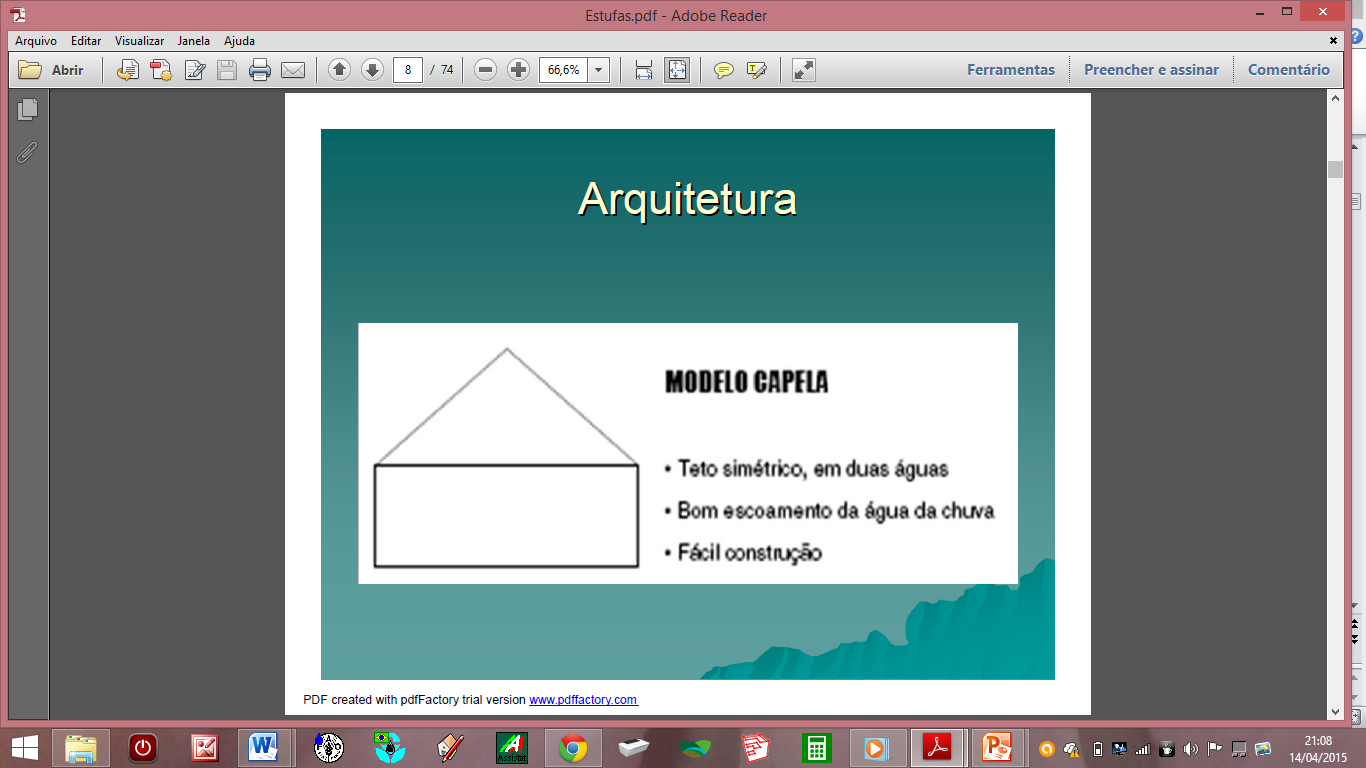 Estufas.pdf - Adobe Reader
Arquivo Editar Visualizar Janela Ajuda
Abrir 8 / 74 66,6% Ferramentas Preencher e assinar Comentário
Arquitetura
MODELO CAPELA
• Teto simétrico, em duas águas
• Bom escoamento da água da chuva
• Fácil construção
PDF created with pdfFactory trial version www.pdffactory.com
Assistat
21:08
14/04/2015